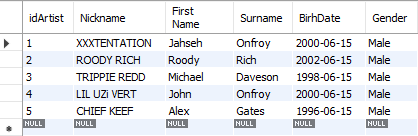 idArtist Nickname First Name Surname BirhDate Gender
1 XXXTENTATION Jahseh Onfroy 2000-06-15 Male
2 ROODY RICH Roody Rich 2002-06-15 Male
3 TRIPPIE REDD Michael Daveson 1998-06-15 Male
4 LIL UZi VERT John Onfroy 2000-06-15 Male
5 CHIEF KEEF Alex Gates 1996-06-15 Male
NULL NULL NULL NULL NULL NULL